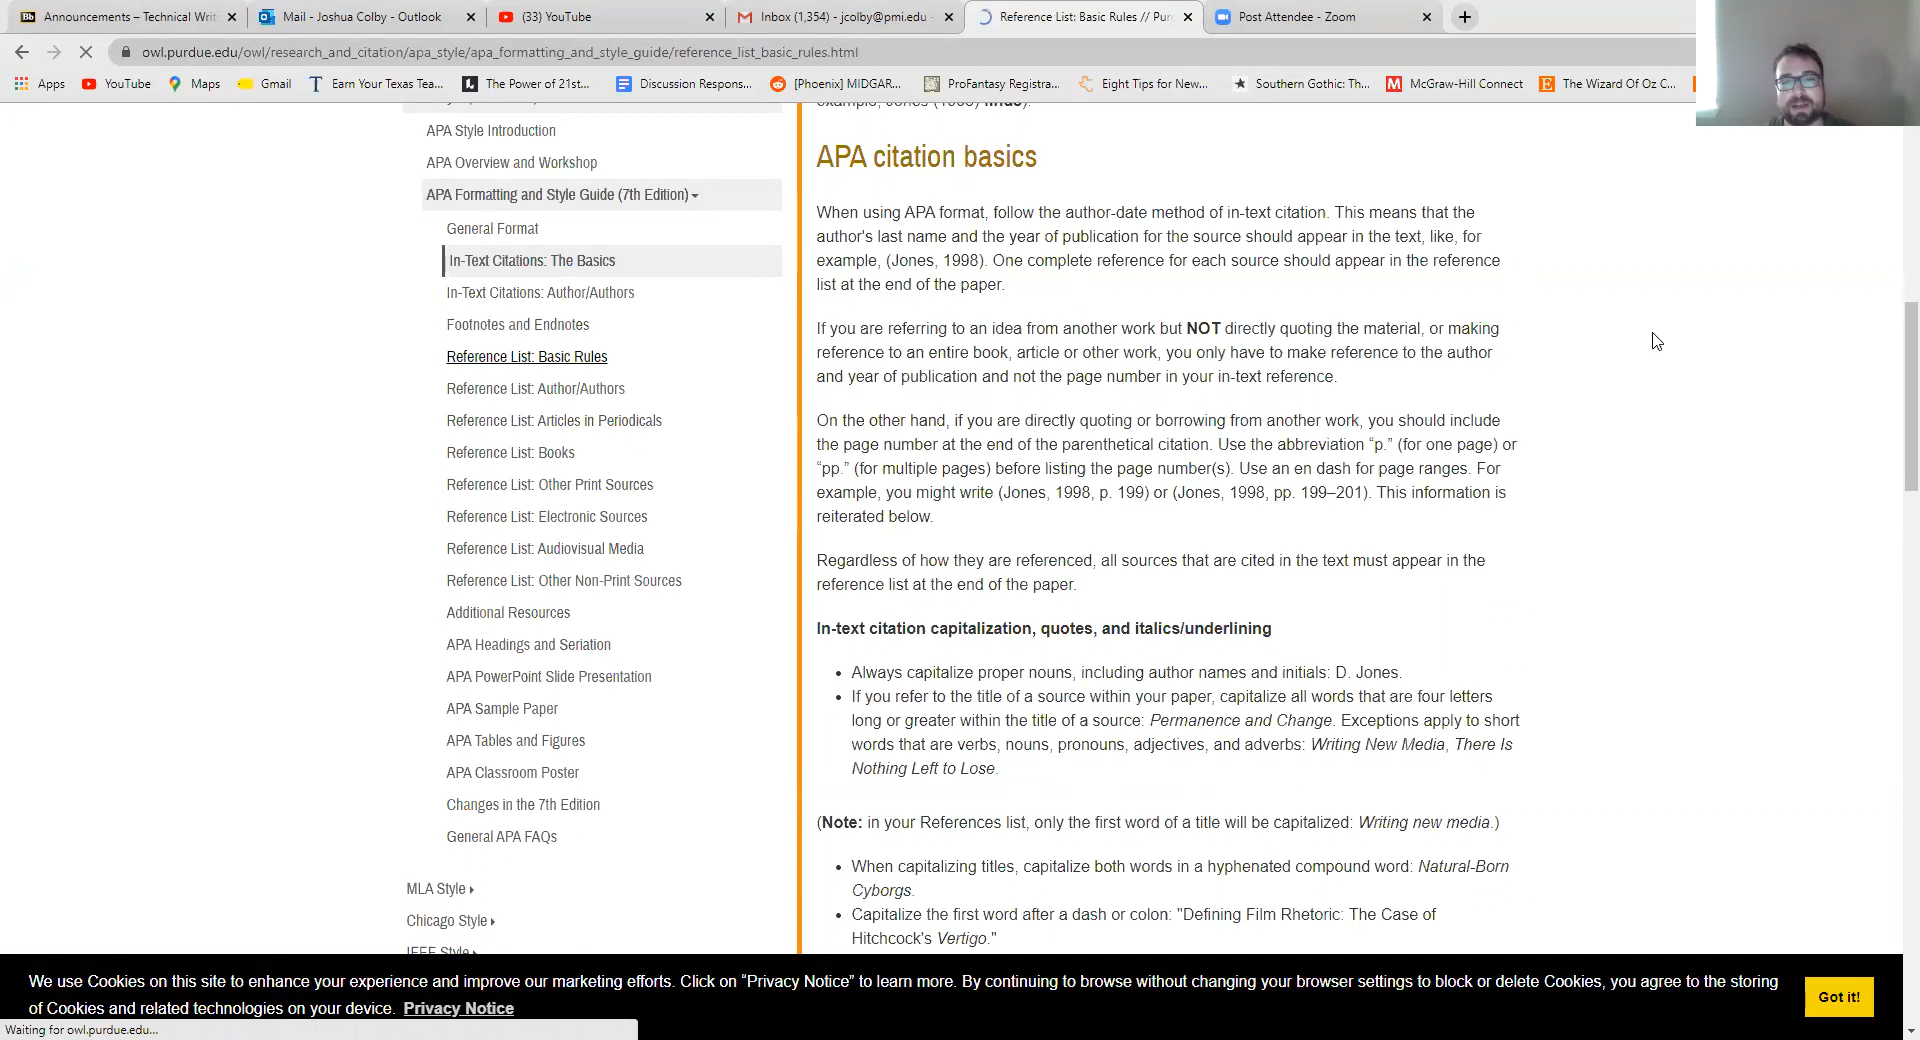 Announcements – Technical Writ
Mail - Joshua Colby - Outlook
(33) YouTube
Inbox (1,354) - jcolby@pmi.edu -
Reference List: Basic Rules // Pur
Post Attendee - Zoom
owl.purdue.edu/owl/research_and_citation/apa_style/apa_formatting_and_style_guide/reference_list_basic_rules.html
Apps
YouTube
Maps
Gmail
Earn Your Texas Tea...
The Power of 21st...
Discussion Respons...
[Phoenix] MIDGAR...
ProFantasy Registra...
Eight Tips for New...
Southern Gothic: Th...
McGraw-Hill Connect
The Wizard Of Oz C...
APA Style Introduction
APA Overview and Workshop
APA Formatting and Style Guide (7th Edition)
General Format
In-Text Citations: The Basics
In-Text Citations: Author/Authors
Footnotes and Endnotes
Reference List: Basic Rules
Reference List: Author/Authors
Reference List: Articles in Periodicals
Reference List: Books
Reference List: Other Print Sources
Reference List: Electronic Sources
Reference List: Audiovisual Media
Reference List: Other Non-Print Sources
Additional Resources
APA Headings and Seriation
APA PowerPoint Slide Presentation
APA Sample Paper
APA Tables and Figures
APA Classroom Poster
Changes in the 7th Edition
General APA FAQs
MLA Style
Chicago Style
IEEE Style
example, Jones (1998) finds).
APA citation basics
When using APA format, follow the author-date method of in-text citation. This means that the
author's last name and the year of publication for the source should appear in the text, like, for
example, (Jones, 1998). One complete reference for each source should appear in the reference
list at the end of the paper.
If you are referring to an idea from another work but NOT directly quoting the material, or making
reference to an entire book, article or other work, you only have to make reference to the author
and year of publication and not the page number in your in-text reference.
On the other hand, if you are directly quoting or borrowing from another work, you should include
the page number at the end of the parenthetical citation. Use the abbreviation “p.” (for one page) or
“pp.” (for multiple pages) before listing the page number(s). Use an en dash for page ranges. For
example, you might write (Jones, 1998, p. 199) or (Jones, 1998, pp. 199–201). This information is
reiterated below.
Regardless of how they are referenced, all sources that are cited in the text must appear in the
reference list at the end of the paper.
In-text citation capitalization, quotes, and italics/underlining
• Always capitalize proper nouns, including author names and initials: D. Jones.
• If you refer to the title of a source within your paper, capitalize all words that are four letters
long or greater within the title of a source: Permanence and Change. Exceptions apply to short
words that are verbs, nouns, pronouns, adjectives, and adverbs: Writing New Media, There Is
Nothing Left to Lose.
(Note: in your References list, only the first word of a title will be capitalized: Writing new media.)
• When capitalizing titles, capitalize both words in a hyphenated compound word: Natural-Born
Cyborgs.
• Capitalize the first word after a dash or colon: "Defining Film Rhetoric: The Case of
Hitchcock's Vertigo."
We use Cookies on this site to enhance your experience and improve our marketing efforts. Click on “Privacy Notice” to learn more. By continuing to browse without changing your browser settings to block or delete Cookies, you agree to the storing
of Cookies and related technologies on your device. Privacy Notice
Got it!
Waiting for owl.purdue.edu...